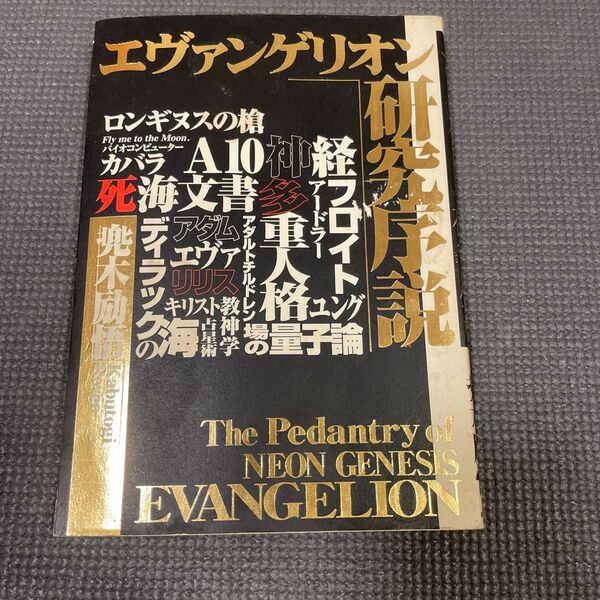 エヴァンゲリオン
研究序説
ロンギヌスの槍
Fly me to the Moon.
バイオコンピューター
カバラ
A10神経
死海文書
フロイト
アードラー
多重人格
アダルトチルドレン
アダム
エヴァ
リリス
ディラックの海
キリスト教神学
占星術
ユング
場の量子論
兜木励悟
Kabutogi
The Pedantry of
NEON GENESIS
EVANGELION